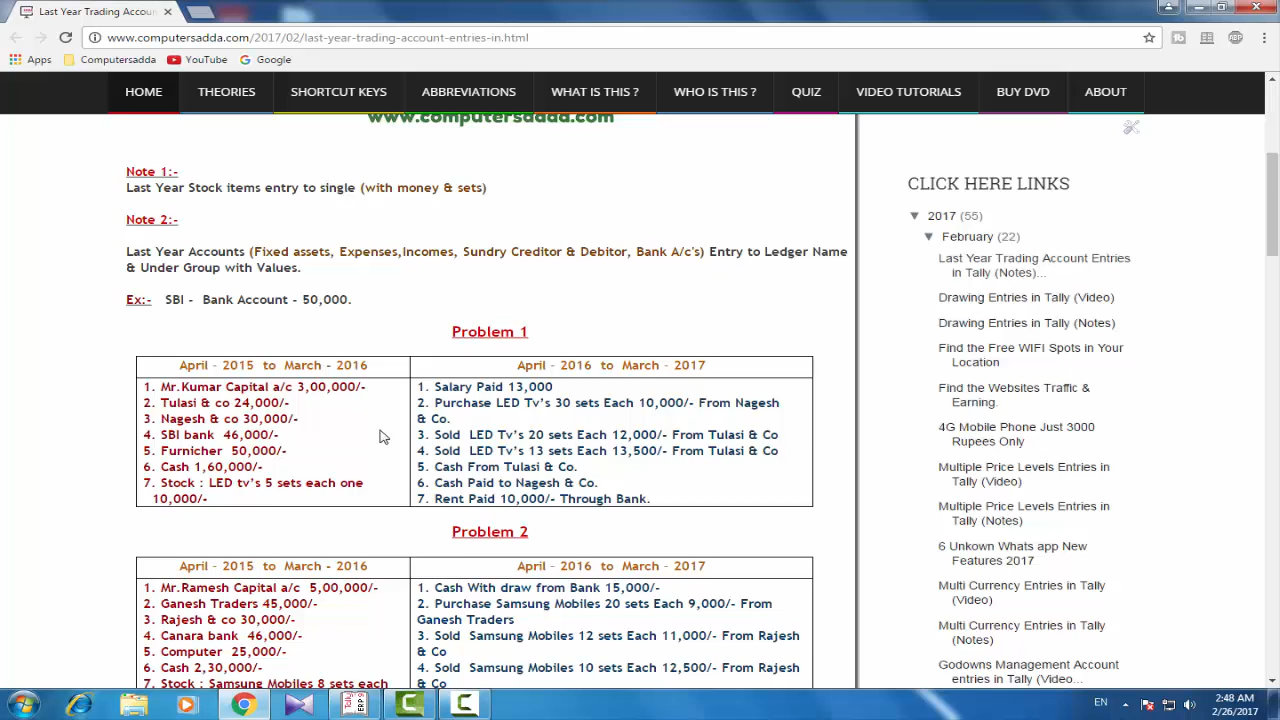 Last Year Trading Account
www.computersadda.com/2017/02/last-year-trading-account-entries-in.html
Apps Computersadda YouTube Google
HOME THEORIES SHORTCUT KEYS ABBREVIATIONS WHAT IS THIS ? WHO IS THIS ? QUIZ VIDEO TUTORIALS BUY DVD ABOUT
www.computersadda.com
Note 1:-
Last Year Stock items entry to single (with money & sets)
Note 2:-
Last Year Accounts (Fixed assets, Expenses,Incomes, Sundry Creditor & Debitor, Bank A/c's) Entry to Ledger Name
& Under Group with Values.
Ex:- SBI - Bank Account - 50,000.
Problem 1
April - 2015 to March - 2016
1. Mr.Kumar Capital a/c 3,00,000/-
2. Tulasi & co 24,000/-
3. Nagesh & co 30,000/-
4. SBI bank 46,000/-
5. Furnicher 50,000/-
6. Cash 1,60,000/-
7. Stock : LED tv's 5 sets each one
10,000/-
April - 2016 to March - 2017
1. Salary Paid 13,000
2. Purchase LED Tv's 30 sets Each 10,000/- From Nagesh
& Co.
3. Sold LED Tv's 20 sets Each 12,000/- From Tulasi & Co
4. Sold LED Tv's 13 sets Each 13,500/- From Tulasi & Co
5. Cash From Tulasi & Co.
6. Cash Paid to Nagesh & Co.
7. Rent Paid 10,000/- Through Bank.
Problem 2
April - 2015 to March - 2016
1. Mr.Ramesh Capital a/c 5,00,000/-
2. Ganesh Traders 45,000/-
3. Rajesh & co 30,000/-
4. Canara bank 46,000/-
5. Computer 25,000/-
6. Cash 2,30,000/-
7. Stock : Samsung Mobiles 8 sets each
April - 2016 to March - 2017
1. Cash With draw from Bank 15,000/-
2. Purchase Samsung Mobiles 20 sets Each 9,000/- From
Ganesh Traders
3. Sold Samsung Mobiles 12 sets Each 11,000/- From Rajesh
& Co
4. Sold Samsung Mobiles 10 sets Each 12,500/- From Rajesh
& Co
CLICK HERE LINKS
2017 (55)
February (22)
Last Year Trading Account Entries
in Tally (Notes)...
Drawing Entries in Tally (Video)
Drawing Entries in Tally (Notes)
Find the Free WIFI Spots in Your
Location
Find the Websites Traffic &
Earning.
4G Mobile Phone Just 3000
Rupees Only
Multiple Price Levels Entries in
Tally (Video)
Multiple Price Levels Entries in
Tally (Notes)
6 Unkown Whats app New
Features 2017
Multi Currency Entries in Tally
(Video)
Multi Currency Entries in Tally
(Notes)
Godowns Management Account
entries in Tally (Video...
EN
2:48 AM
2/26/2017